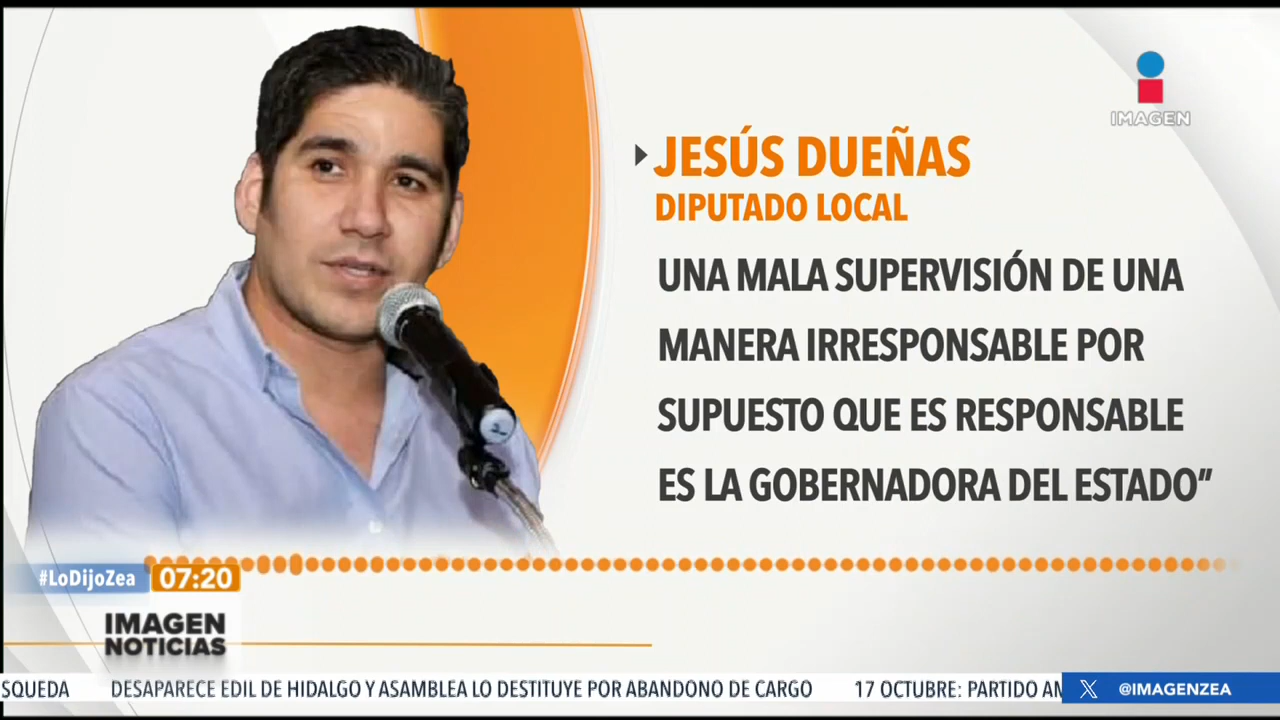 IMAGEN
JESÚS DUEÑAS
DIPUTADO LOCAL
UNA MALA SUPERVISIÓN DE UNA
MANERA IRRESPONSABLE POR
SUPUESTO QUE ES RESPONSABLE
ES LA GOBERNADORA DEL ESTADO”
#LoDijoZea 07:20
IMAGEN
NOTICIAS
SQUEDA DESAPARECE EDIL DE HIDALGO Y ASAMBLEA LO DESTITUYE POR ABANDONO DE CARGO 17 OCTUBRE: PARTIDO AM @IMAGENZEA